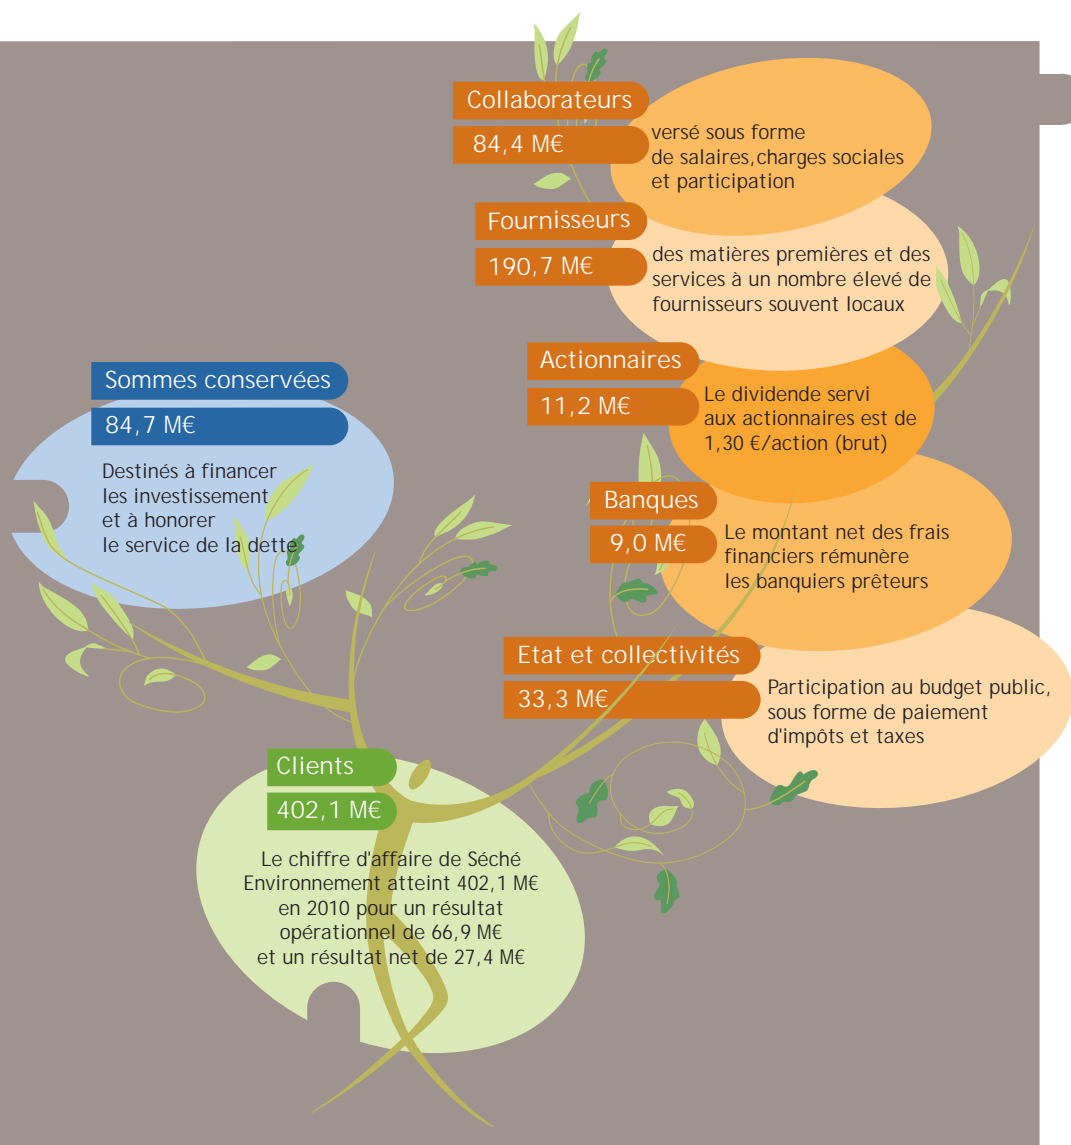 Collaborateurs
84,4 M€
versé sous forme
de salaires,charges sociales
et participation
Fournisseurs
190,7 M€
des matières premières et des
services à un nombre élevé de
fournisseurs souvent locaux
Actionnaires
11,2 M€
Le dividende servi
aux actionnaires est de
1,30 €/action (brut)
Sommes conservées
84,7 M€
Destinés à financer
les investissement
et à honorer
le service de la dette
Banques
9,0 M€
Le montant net des frais
financiers rémunère
les banquiers prêteurs
Etat et collectivités
33,3 M€
Participation au budget public,
sous forme de paiement
d'impôts et taxes
Clients
402,1 M€
Le chiffre d'affaire de Séché
Environnement atteint 402,1 M€
en 2010 pour un résultat
opérationnel de 66,9 M€
et un résultat net de 27,4 M€